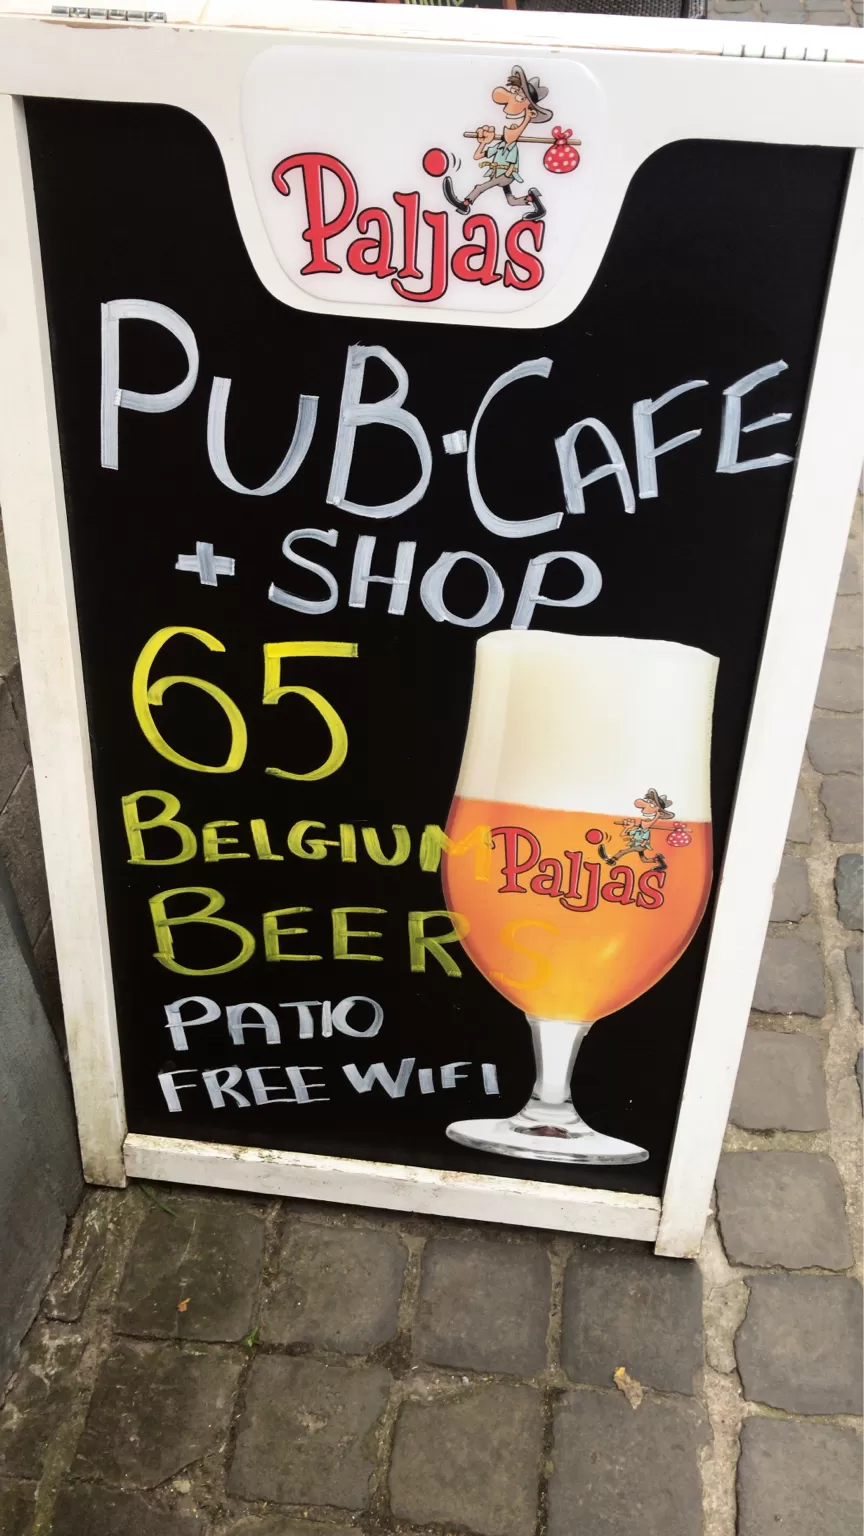 Paljas
PUB·CAFE
+ SHOP
65
BELGIUM
Paljas
BEERS
PATIO
FREE WIFI